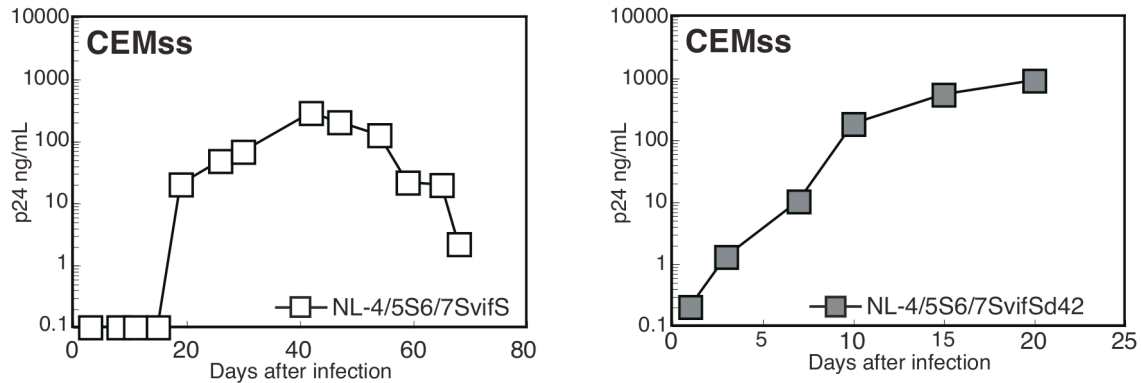 10000
1000
100
10
1
0.1
p24 ng/mL
CEMss
NL-4/5S6/7SvifS
0 20 40 60 80
Days after infection
10000
1000
100
10
1
0.1
p24 ng/mL
CEMss
NL-4/5S6/7SvifSd42
0 5 10 15 20 25
Days after infection